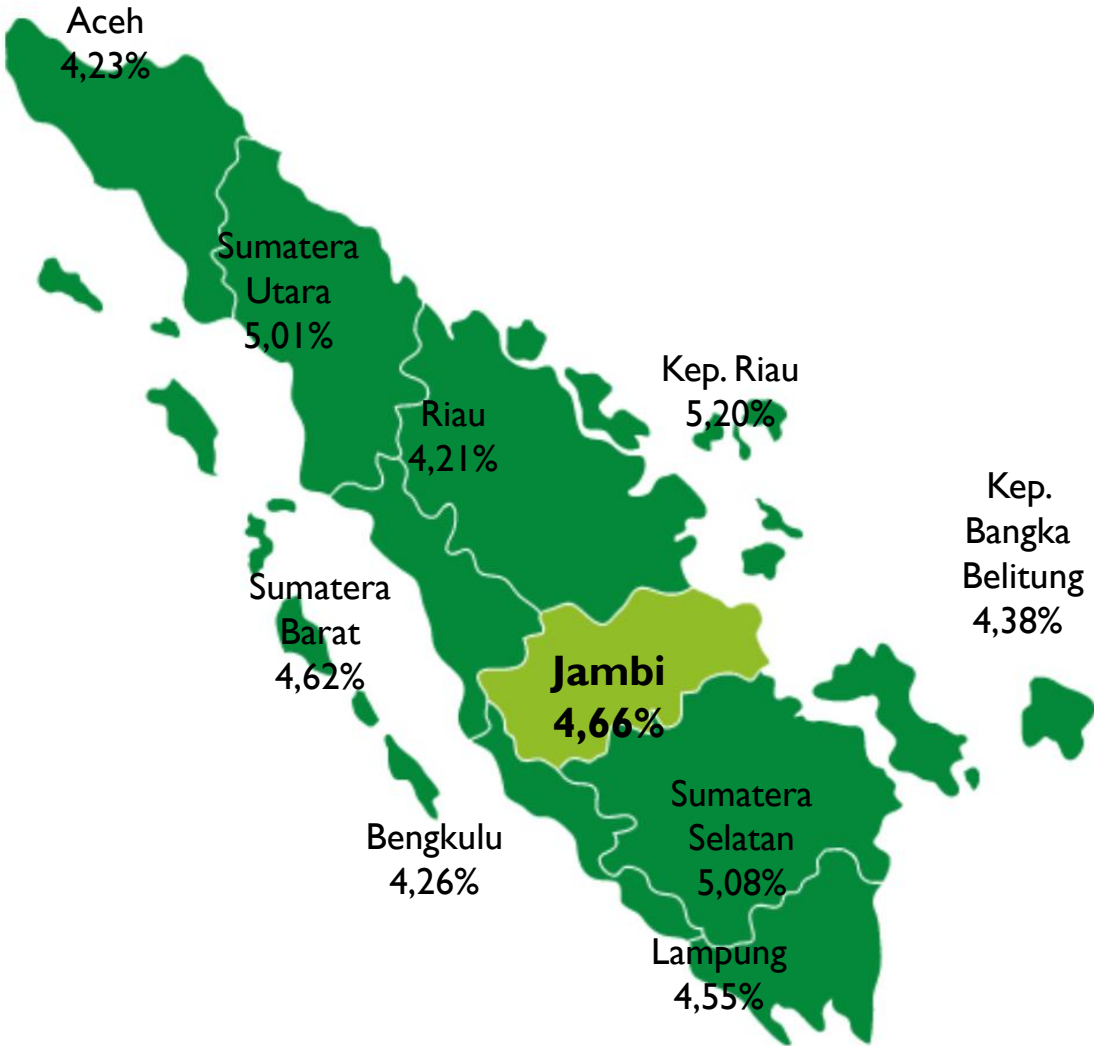 Aceh
4,23%
Sumatera
Utara
5,01%
Kep. Riau
5,20%
Riau
4,21%
Kep.
Bangka
Belitung
4,38%
Sumatera
Barat
4,62%
Jambi
4,66%
Sumatera
Selatan
5,08%
Bengkulu
4,26%
Lampung
4,55%